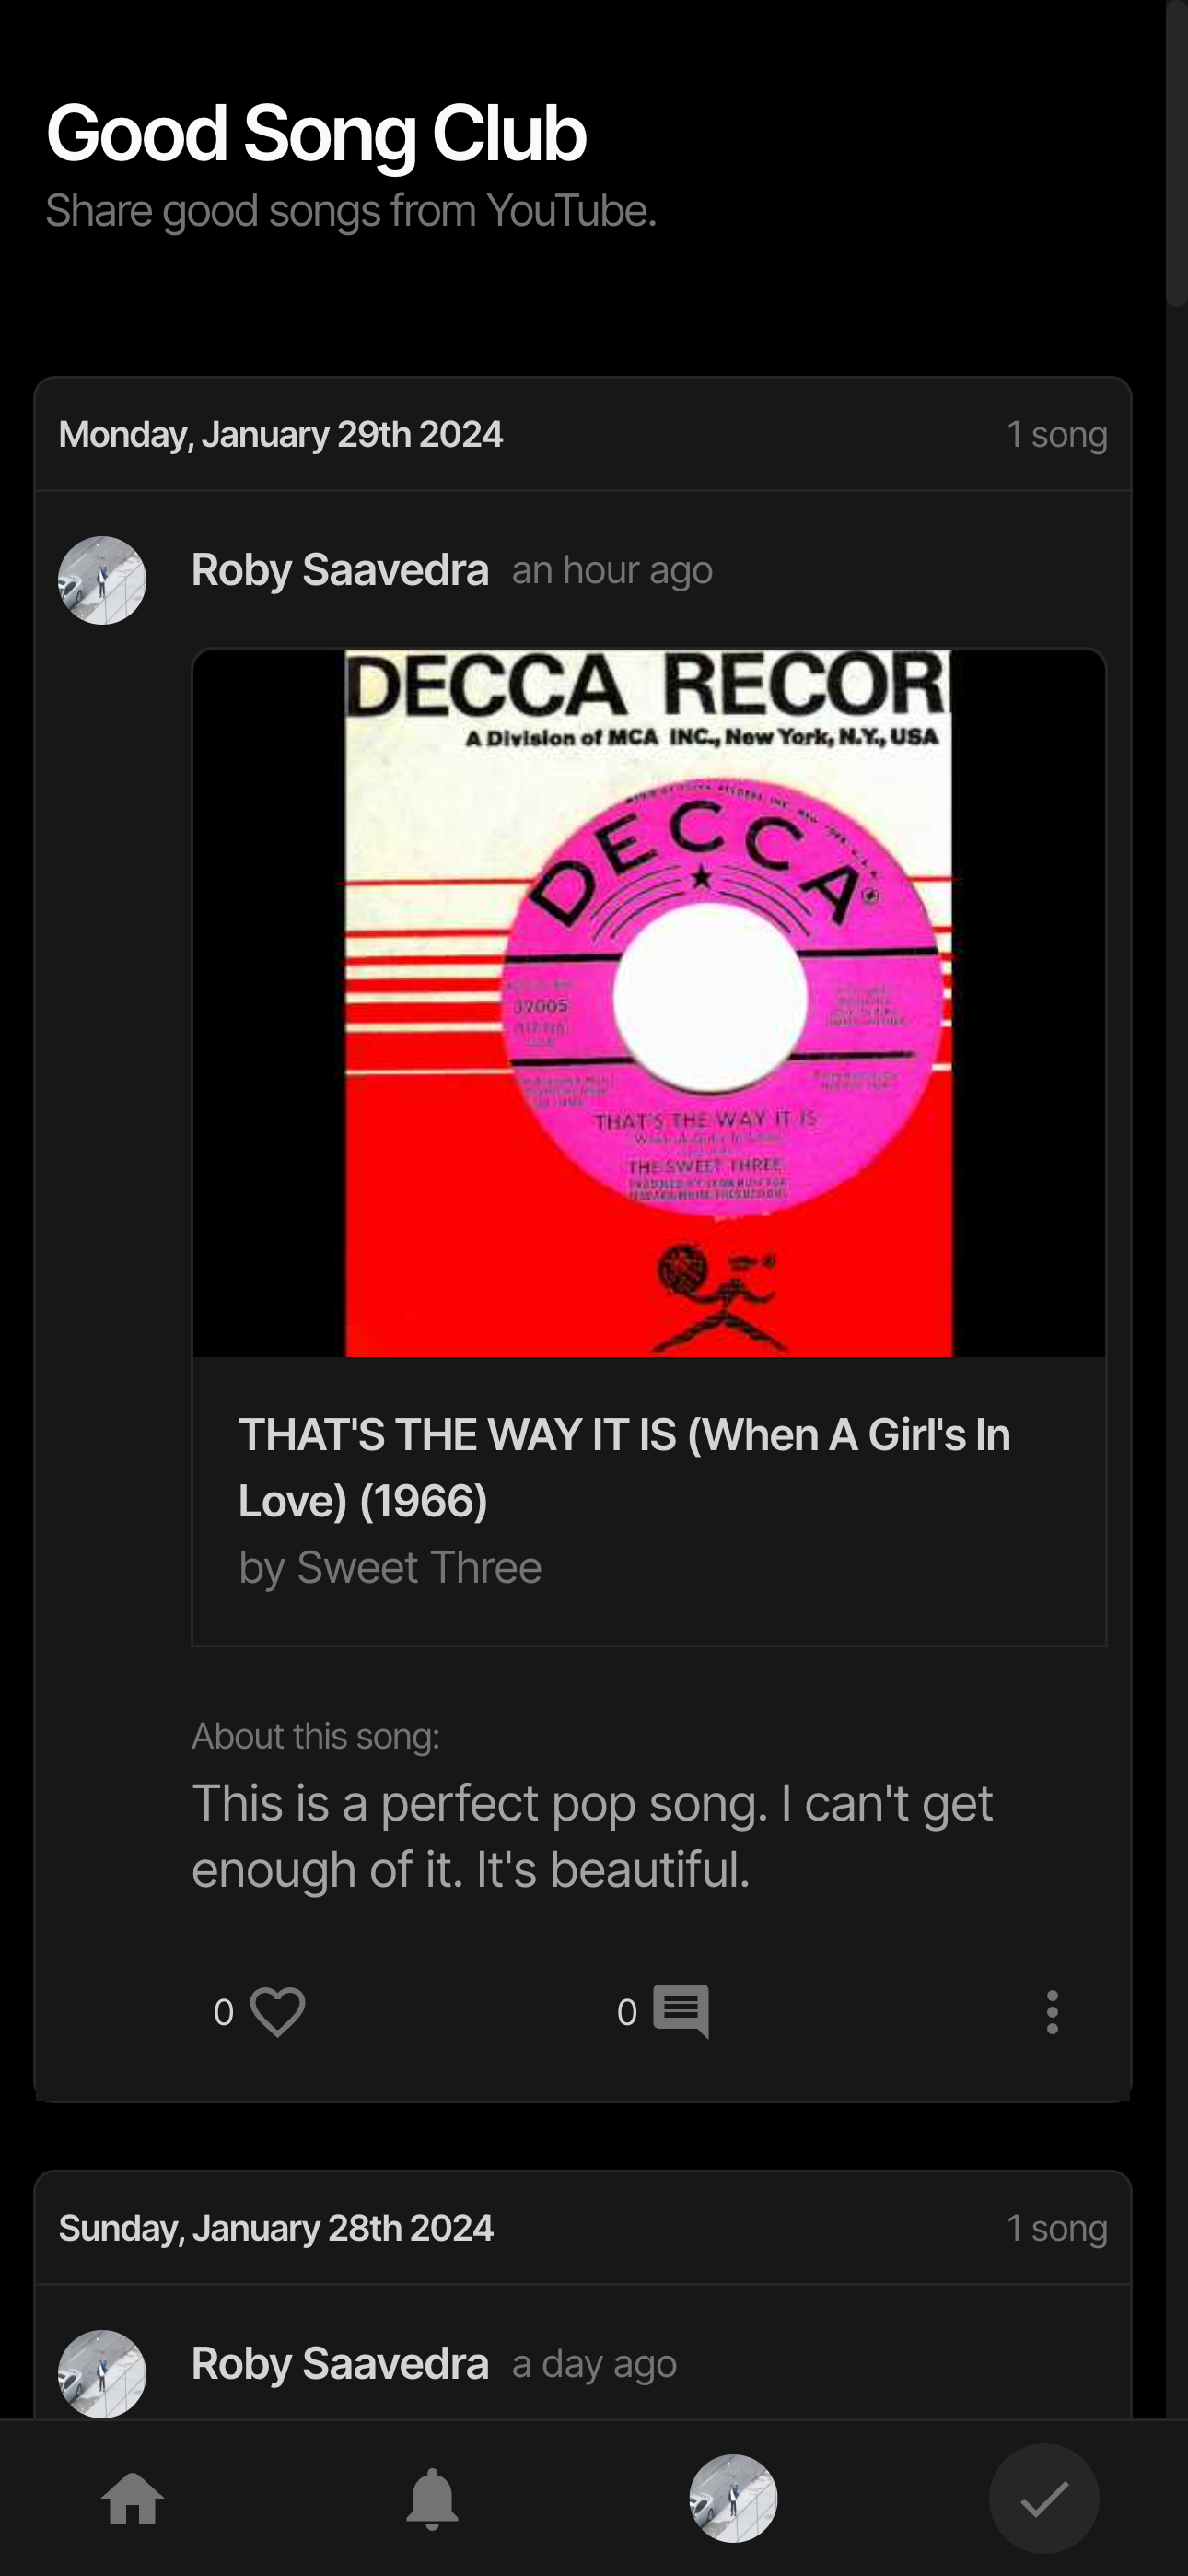 Good Song Club
Share good songs from YouTube.
Monday, January 29th 2024
1 song
Roby Saavedra an hour ago
DECCA RECOR
A Division of MCA INC., New York, N.Y., USA
DECCA
THAT'S THE WAY IT IS
THE SWEET THREE
THAT'S THE WAY IT IS (When A Girl's In
Love) (1966)
by Sweet Three
About this song:
This is a perfect pop song. I can't get
enough of it. It's beautiful.
0
0
Sunday, January 28th 2024
1 song
Roby Saavedra a day ago